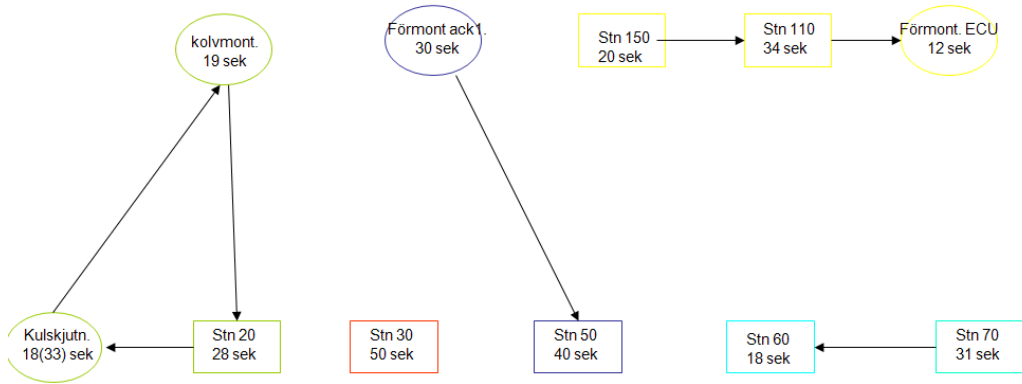 kolvmont.
19 sek
Förmont ack1.
30 sek
Stn 150
20 sek
Stn 110
34 sek
Förmont. ECU
12 sek
Kulskjutn.
18(33) sek
Stn 20
28 sek
Stn 30
50 sek
Stn 50
40 sek
Stn 60
18 sek
Stn 70
31 sek